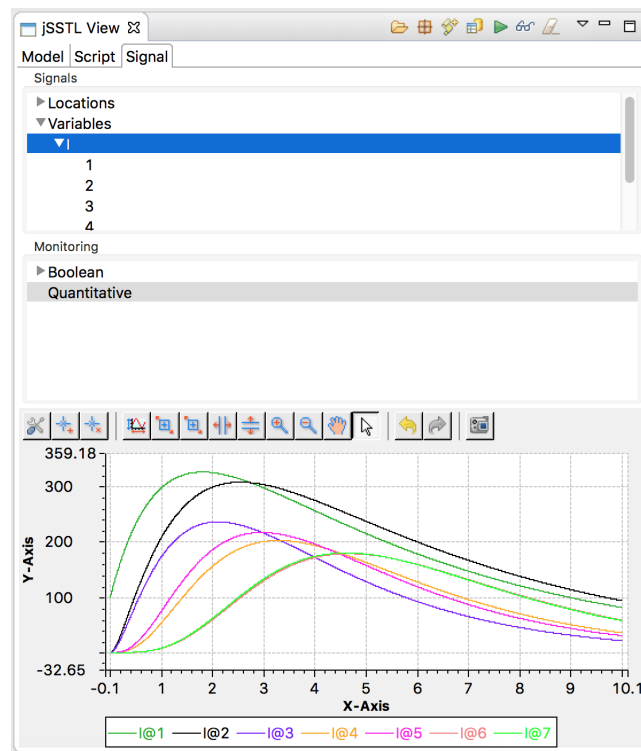 jSSTL View
Model Script Signal
Signals
Locations
Variables
I
1
2
3
4
Monitoring
Boolean
Quantitative
359.18
300
200
100
-32.65
Y-Axis
-0.1 1 2 3 4 5 6 7 8 9 10.1
X-Axis
I@1 I@2 I@3 I@4 I@5 I@6 I@7